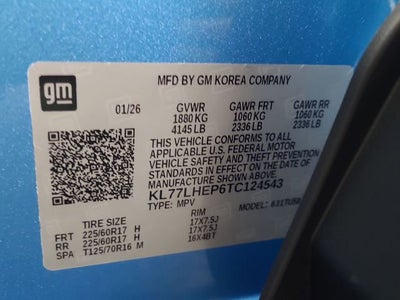 gm
MFD BY GM KOREA COMPANY
01/26 GVWR GAWR FRT GAWR RR
1880 KG 1060 KG 1060 KG
4145 LB 2336 LB 2336 LB
THIS VEHICLE CONFORMS TO ALL
APPLICABLE U.S. FEDERAL MOTOR
VEHICLE SAFETY, BUMPER, AND
THEFT PREVENTION STANDARDS
IN EFFECT ON THE DATE OF
MANUFACTURE SHOWN ABOVE.
KL77LHEP6TC124543
TYPE: MPV MODEL:
TIRE SIZE RIM
FRT 225/60R17 H 17X7.5J
RR 225/60R17 H 17X7.5J
SPA T125/70R16 M 16X4BT